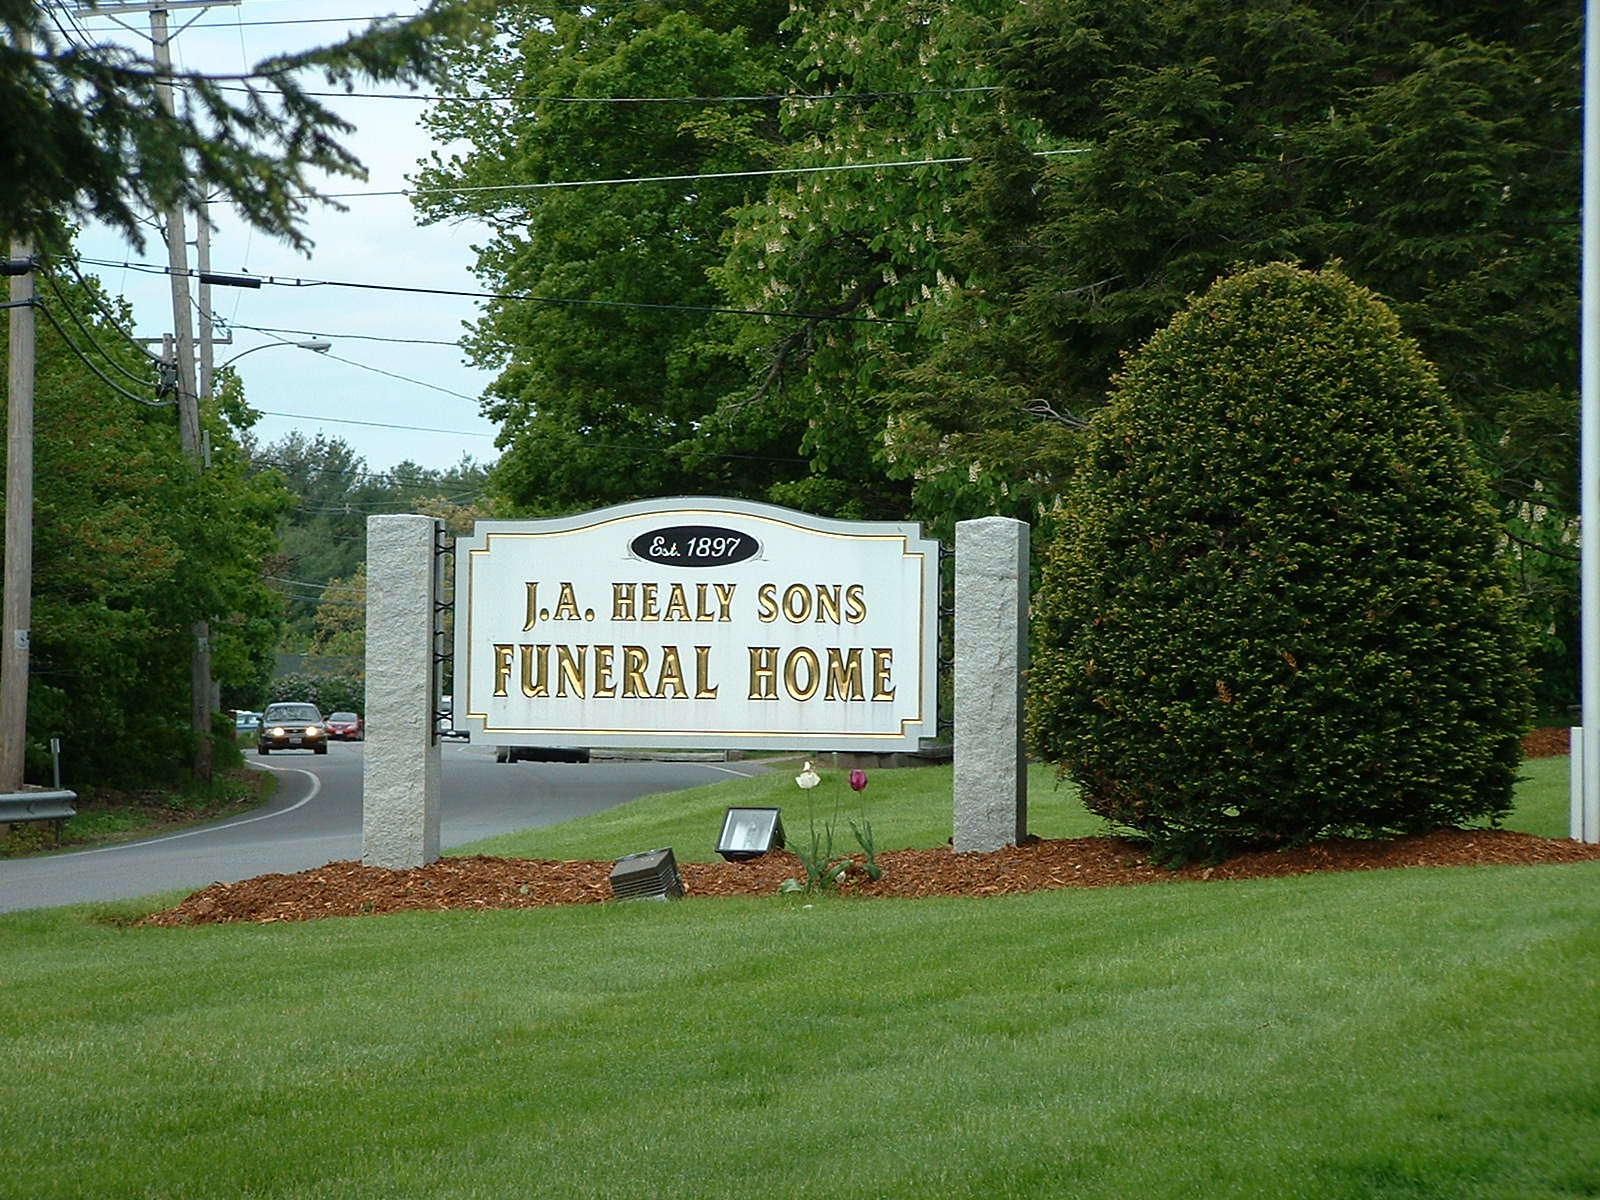 Est. 1897
J.A. HEALY SONS
FUNERAL HOME